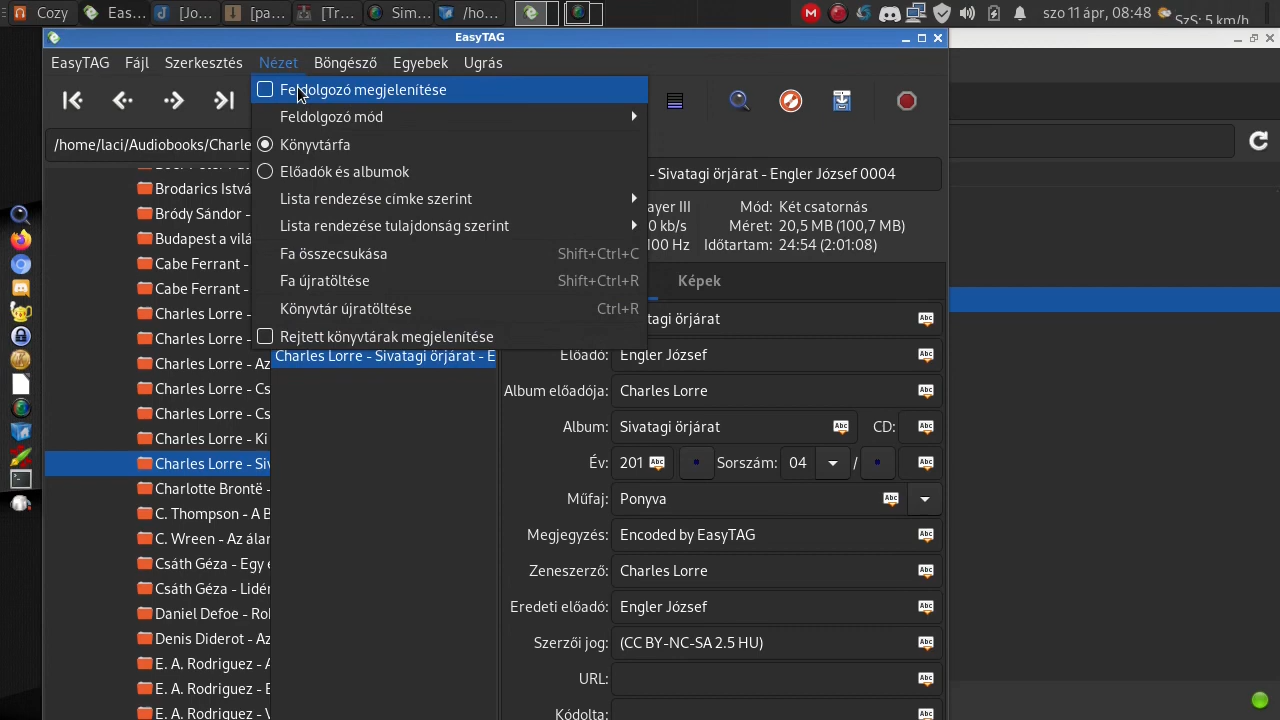 Cozy
Eas...
[Jo...
[pa...
[Tr...
Sim...
/ho...
szo 11 ápr, 08:48
SzS: 5 km/h
EasyTAG
EasyTAG Fájl Szerkesztés Nézet Böngésző Egyebek Ugrás
Feldolgozó megjelenítése
Feldolgozó mód
Könyvtárfa
Előadók és albumok
Lista rendezése címke szerint
Lista rendezése tulajdonság szerint
Fa összecsukása Shift+Ctrl+C
Fa újratöltése Shift+Ctrl+R
Könyvtár újratöltése Ctrl+R
Rejtett könyvtárak megjelenítése
/home/laci/Audiobooks/Charle
Brodarics Istvá
Bródy Sándor -
Budapest a vilá
Cabe Ferrant -
Cabe Ferrant -
Charles Lorre -
Charles Lorre -
Charles Lorre - Az
Charles Lorre - Cs
Charles Lorre - Cs
Charles Lorre - Ki
Charles Lorre - Siv
Charlotte Brontë -
C. Thompson - A B
C. Wreen - Az álar
Csáth Géza - Egy e
Csáth Géza - Lidér
Daniel Defoe - Rol
Denis Diderot - Az
E. A. Rodriguez - A
E. A. Rodriguez - E
E. A. Rodriguez - V
Charles Lorre - Sivatagi örjárat - E
- Sivatagi örjárat - Engler József 0004
ayer III Mód: Két csatornás
0 kb/s Méret: 20,5 MB (100,7 MB)
100 Hz Időtartam: 24:54 (2:01:08)
Képek
vatagi örjárat
Előadó: Engler József
Album előadója: Charles Lorre
Album: Sivatagi örjárat CD:
Év: 201 Sorszám: 04 /
Műfaj: Ponyva
Megjegyzés: Encoded by EasyTAG
Zeneszerző: Charles Lorre
Eredeti előadó: Engler József
Szerzői jog: (CC BY-NC-SA 2.5 HU)
URL:
Kódolta: